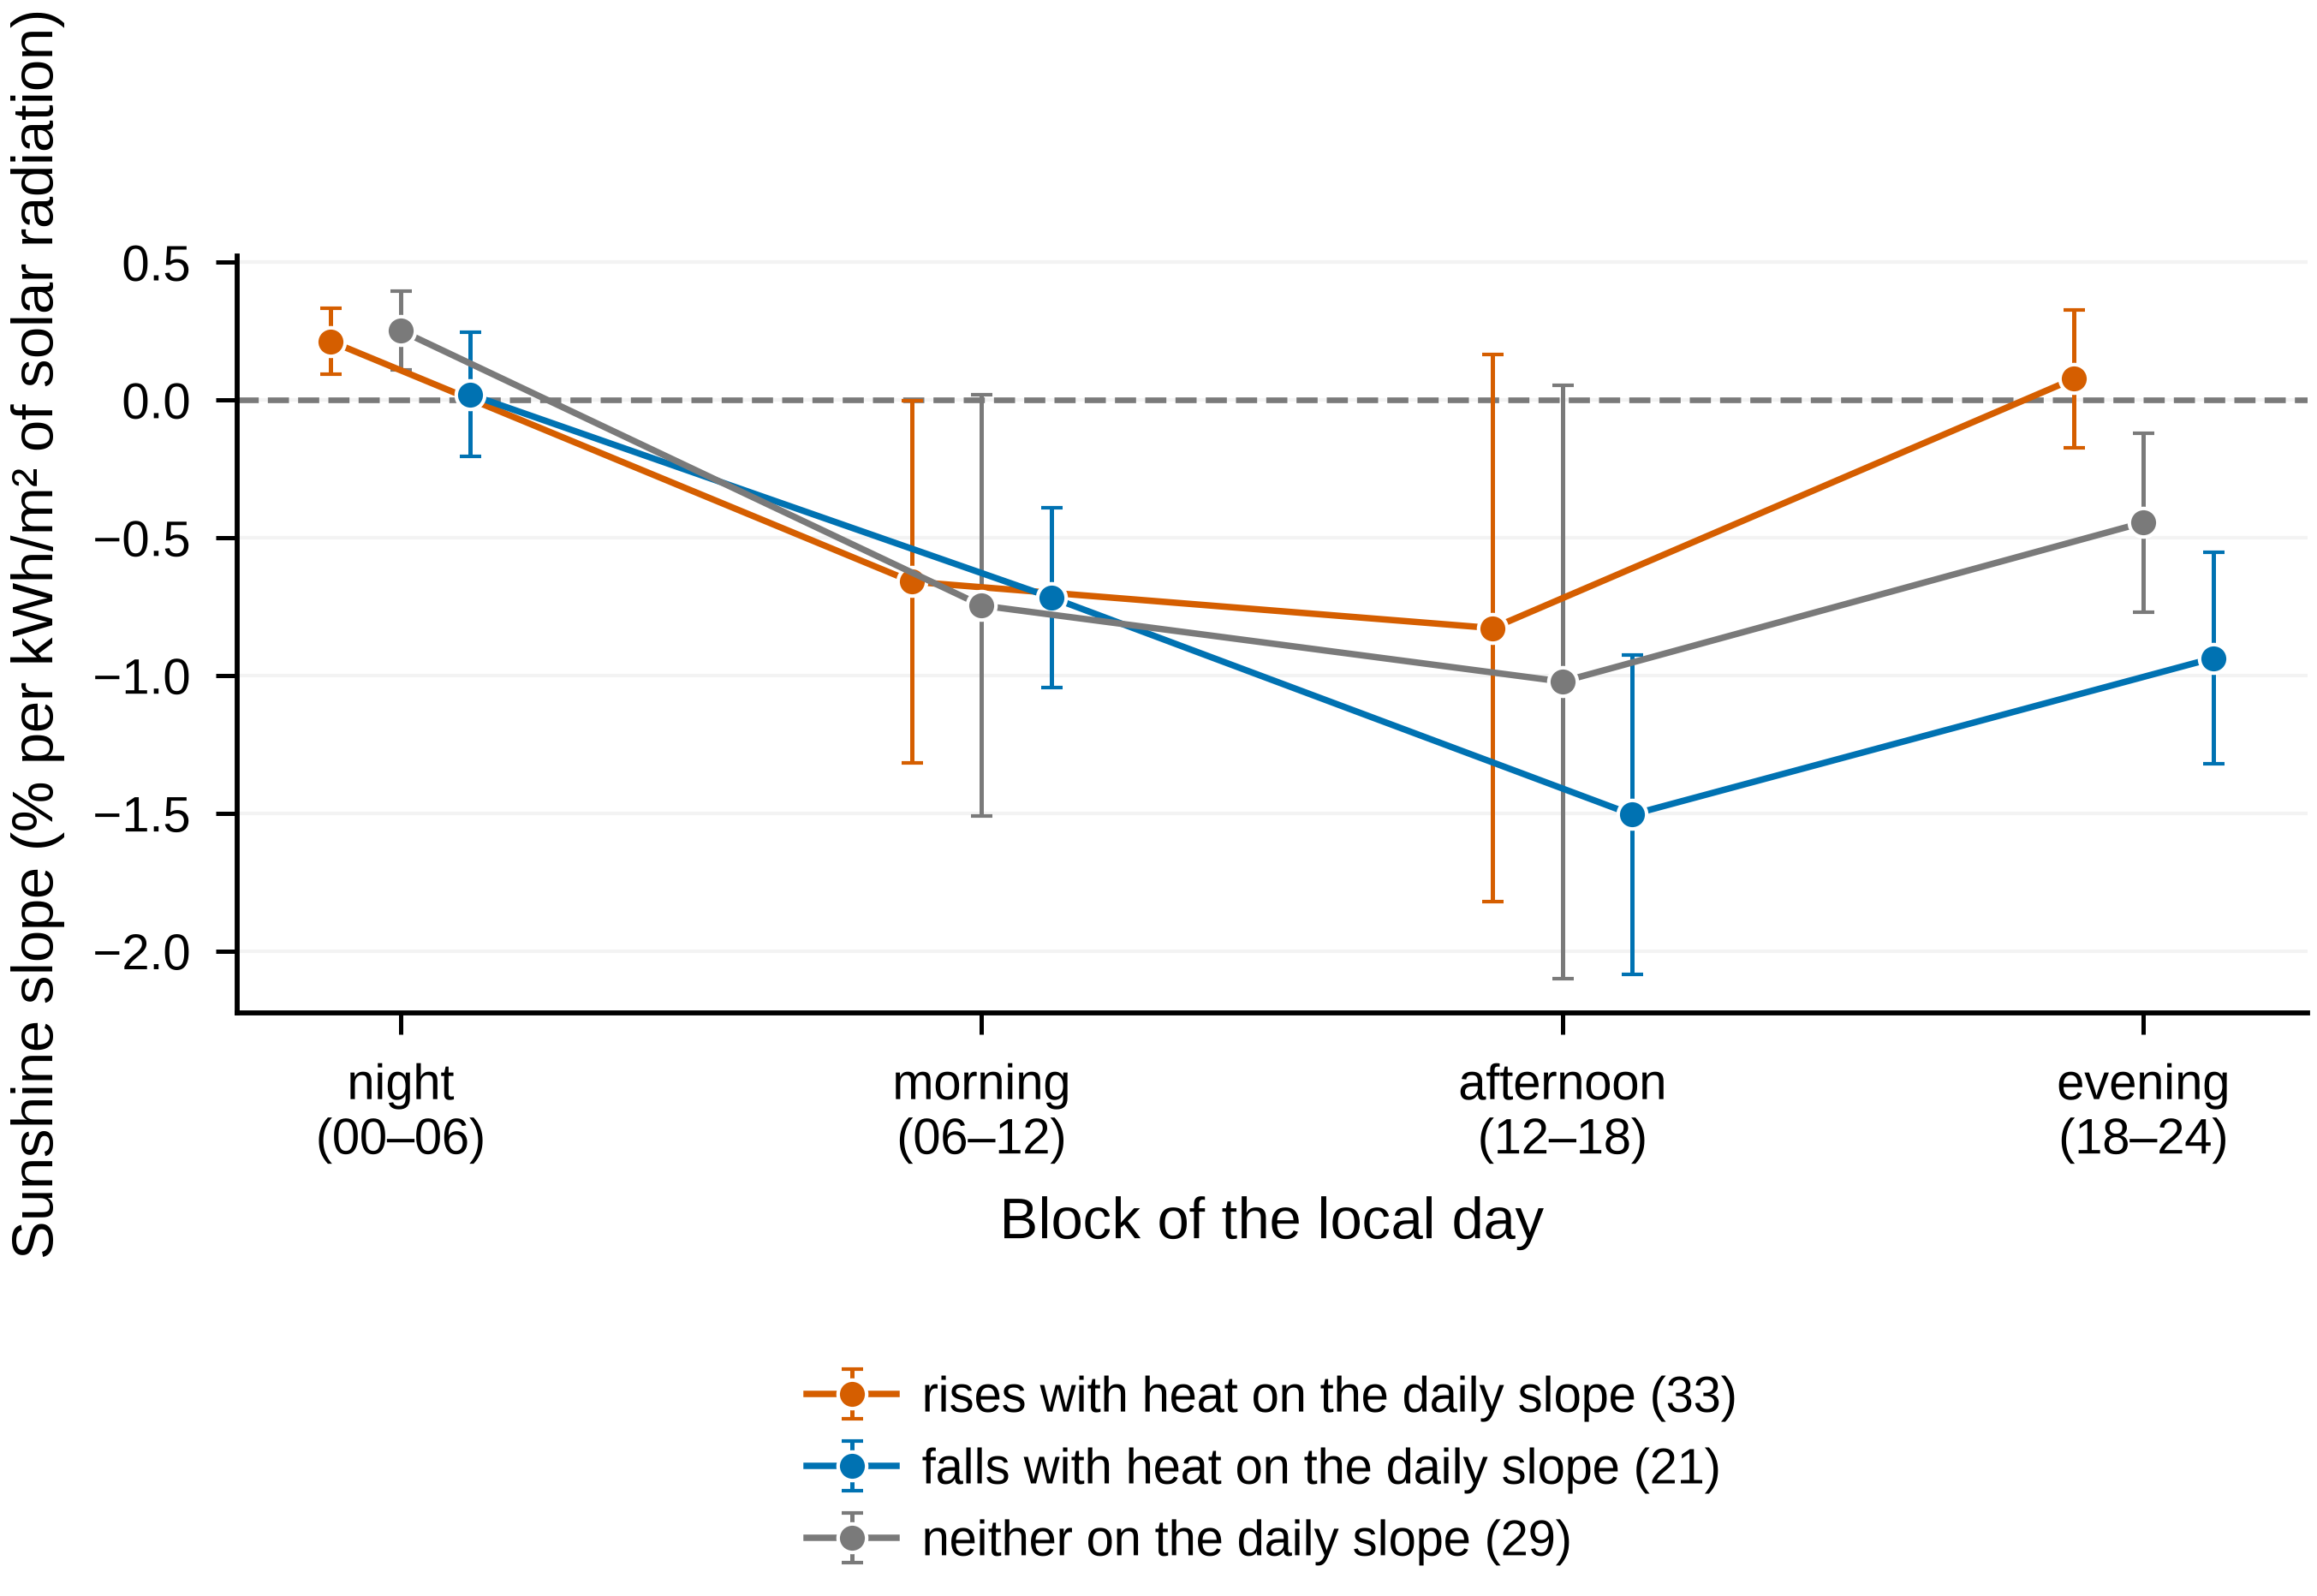 Sunshine slope (% per kWh/m² of solar radiation)
0.5
0.0
−0.5
−1.0
−1.5
−2.0
night
(00–06)
morning
(06–12)
afternoon
(12–18)
evening
(18–24)
Block of the local day
rises with heat on the daily slope (33)
falls with heat on the daily slope (21)
neither on the daily slope (29)